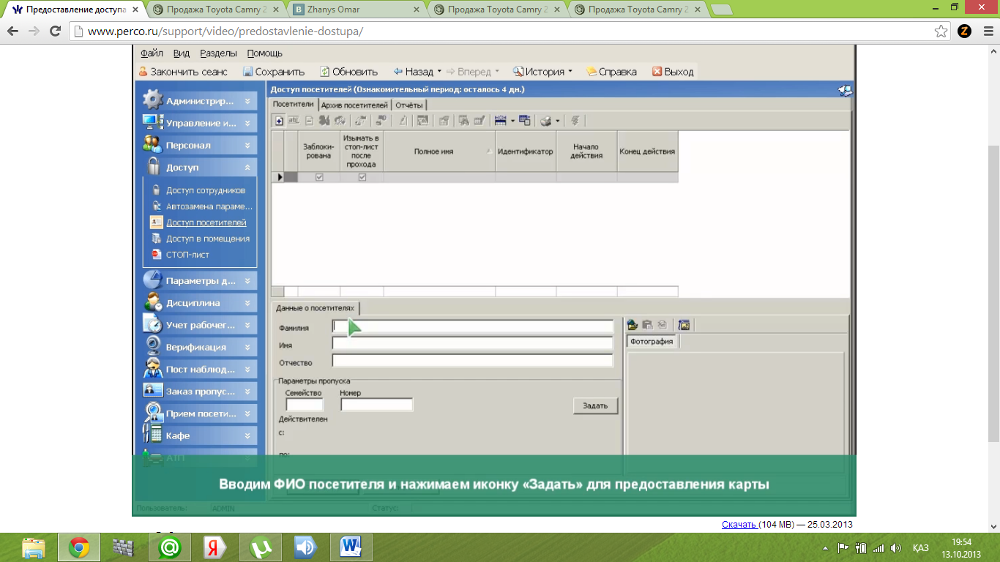 Предоставление доступа
Продажа Toyota Camry 2
Zhanys Omar
Продажа Toyota Camry 2
Продажа Toyota Camry 2
www.perco.ru/support/video/predostavlenie-dostupa/
Файл Вид Разделы Помощь
Закончить сеанс Сохранить Обновить Назад Вперед История Справка Выход
Администрир...
Управление и...
Персонал
Доступ
Доступ сотрудников
Автозамена параме...
Доступ посетителей
Доступ в помещения
СТОП-лист
Параметры д...
Дисциплина
Учет рабочег...
Верификация
Пост наблюд...
Заказ пропус...
Прием посети...
Кафе
АТП
Доступ посетителей (Ознакомительный период: осталось 4 дн.)
Посетители Архив посетителей Отчёты
Заблоки-
рована
Изымать в
стоп-лист
после
прохода
Полное имя
Идентификатор
Начало
действия
Конец действия
Данные о посетителях
Фамилия
Имя
Отчество
Параметры пропуска
Семейство Номер
Задать
Действителен
с:
по:
Фотография
Вводим ФИО посетителя и нажимаем иконку «Задать» для предоставления карты
Пользователь: ADMIN Статус:
Скачать (104 MB) — 25.03.2013
ҚАЗ
19:54
13.10.2013